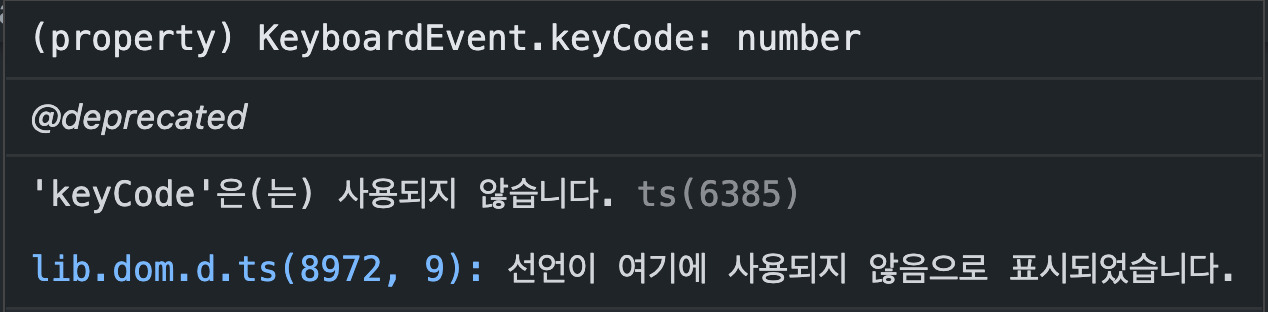 (property) KeyboardEvent.keyCode: number
@deprecated
'keyCode'은(는) 사용되지 않습니다. ts(6385)
lib.dom.d.ts(8972, 9): 선언이 여기에 사용되지 않음으로 표시되었습니다.